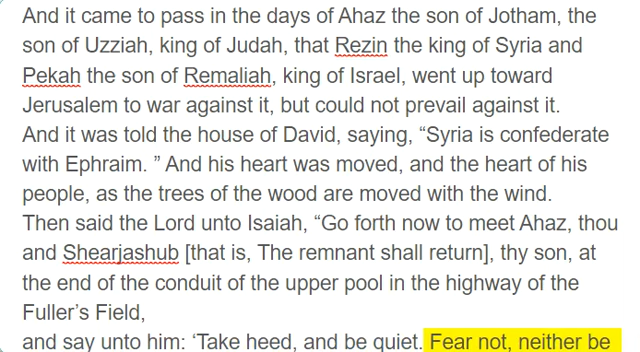 And it came to pass in the days of Ahaz the son of Jotham, the
son of Uzziah, king of Judah, that Rezin the king of Syria and
Pekah the son of Remaliah, king of Israel, went up toward
Jerusalem to war against it, but could not prevail against it.
And it was told the house of David, saying, “Syria is confederate
with Ephraim. ” And his heart was moved, and the heart of his
people, as the trees of the wood are moved with the wind.
Then said the Lord unto Isaiah, “Go forth now to meet Ahaz, thou
and Shearjashub [that is, The remnant shall return], thy son, at
the end of the conduit of the upper pool in the highway of the
Fuller’s Field,
and say unto him: ‘Take heed, and be quiet. Fear not, neither be